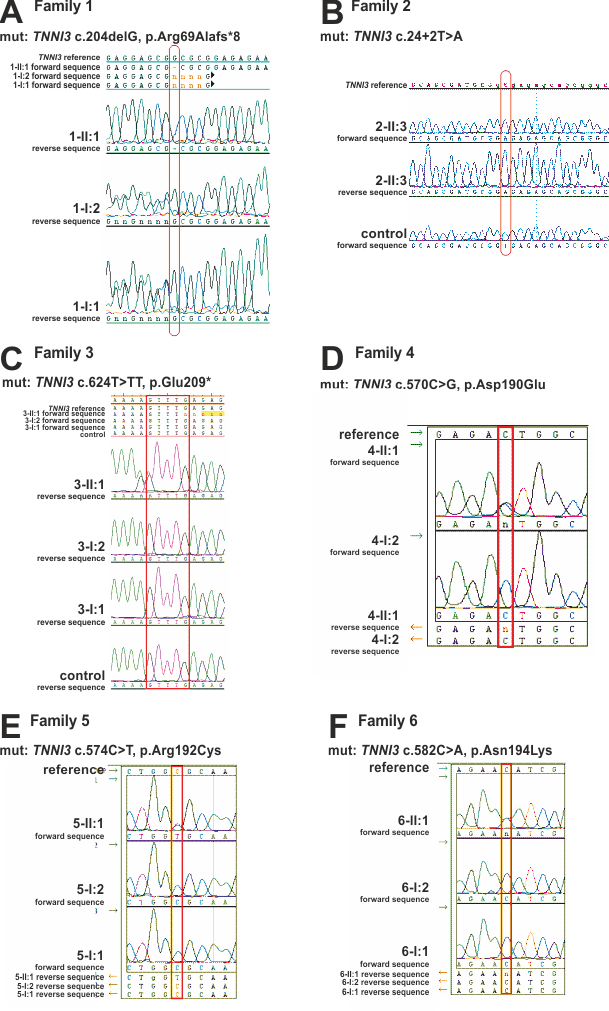 A Family 1
mut: TNNI3 c.204delG, p.Arg69Alafs*8
TNNI3 reference G A G G A G C G G C G C G G A G A G A A
1-II:1 forward sequence G A G G A G C G - C G C G G A G A G A A
1-I:2 forward sequence G A G G A G C G n n n n G
1-I:1 forward sequence G A G G A G C G n n n n G
1-II:1
reverse sequence G A G G A G C G - C G C G G A G A G A A
1-I:2
reverse sequence G n n G n n n n G C G C G G A G A G A A
1-I:1
reverse sequence G n n G n n n n G C G C G G A G A G A A
B Family 2
mut: TNNI3 c.24+2T>A
TNNI3 reference
2-II:3
forward sequence
2-II:3
reverse sequence
control
forward sequence
C Family 3
mut: TNNI3 c.624T>TT, p.Glu209*
TNNI3 reference
3-II:1 forward sequence
3-I:2 forward sequence
3-I:1 forward sequence
control
3-II:1
reverse sequence
3-I:2
reverse sequence A A A A G T T T G A G A G
3-I:1
reverse sequence A A A A G T T T G A G A G
control
reverse sequence A A A A G T T T G A G A G
D Family 4
mut: TNNI3 c.570C>G, p.Asp190Glu
reference G A G A C T G G C
4-II:1
forward sequence G A G A n T G G C
4-I:2
forward sequence G A G A C T G G C
4-II:1
reverse sequence G A G A n T G G C
4-I:2 G A G A C T G G C
reverse sequence
E Family 5
mut: TNNI3 c.574C>T, p.Arg192Cys
reference C T G G C G C A A
5-II:1
forward sequence C T G G T G C A A
5-I:2
forward sequence C T G G C G C A A
5-I:1
forward sequence C T G G C G C A A
5-II:1 reverse sequence C T g G T G C A A
5-I:2 reverse sequence C T G G C G C A A
5-I:1 reverse sequence C T G G C G C A A
F Family 6
mut: TNNI3 c.582C>A, p.Asn194Lys
reference A G A A C A T C G
6-II:1
forward sequence A G A A n A T C G
6-I:2
forward sequence A G A A C A T C G
6-I:1
forward sequence A G A A C A T C G
6-II:1 reverse sequence A G A A n A T C G
6-I:2 reverse sequence A G A A C A T C G
6-I:1 reverse sequence A G A A C A T C G